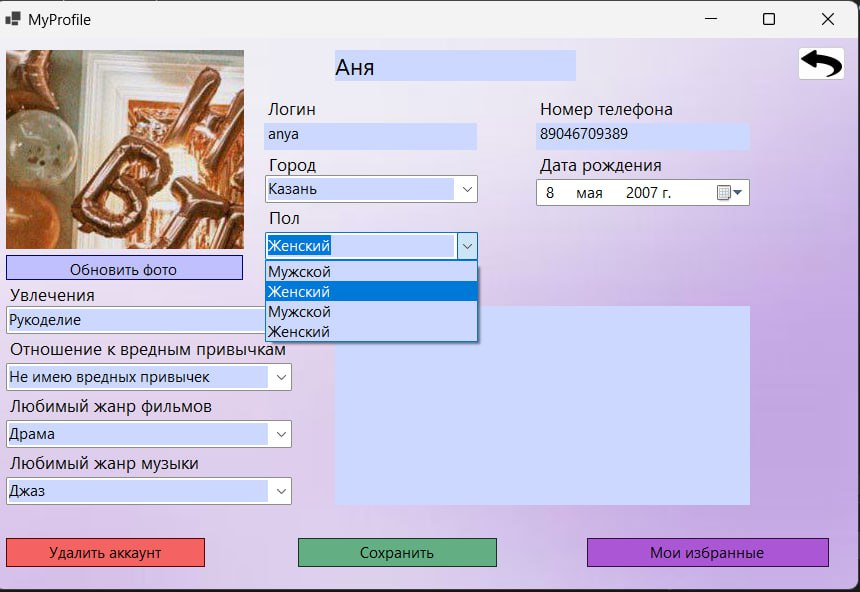 MyProfile
Аня
Логин
anya
Номер телефона
89046709389
Город
Казань
Дата рождения
8 мая 2007 г.
Пол
Женский
Мужской
Женский
Мужской
Женский
Обновить фото
Увлечения
Рукоделие
Отношение к вредным привычкам
Не имею вредных привычек
Любимый жанр фильмов
Драма
Любимый жанр музыки
Джаз
Удалить аккаунт
Сохранить
Мои избранные